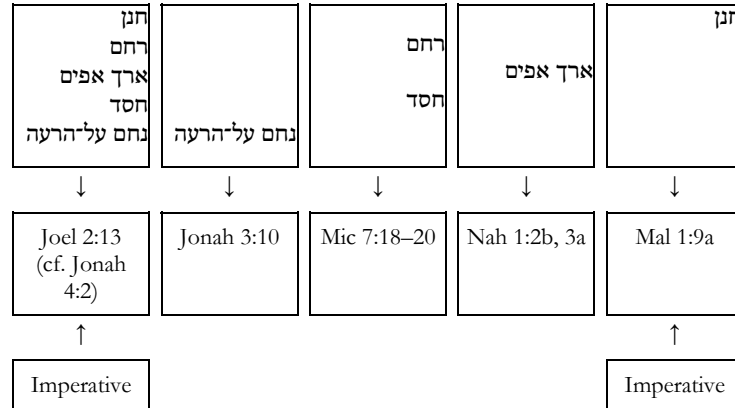 חנן
רחם
ארך אפים
חסד
נחם על־הרעה
נחם על־הרעה
רחם
חסד
ארך אפים
חנן
↓ ↓ ↓ ↓ ↓
Joel 2:13
(cf. Jonah
4:2)
Jonah 3:10
Mic 7:18–20
Nah 1:2b, 3a
Mal 1:9a
↑ ↑
Imperative
Imperative